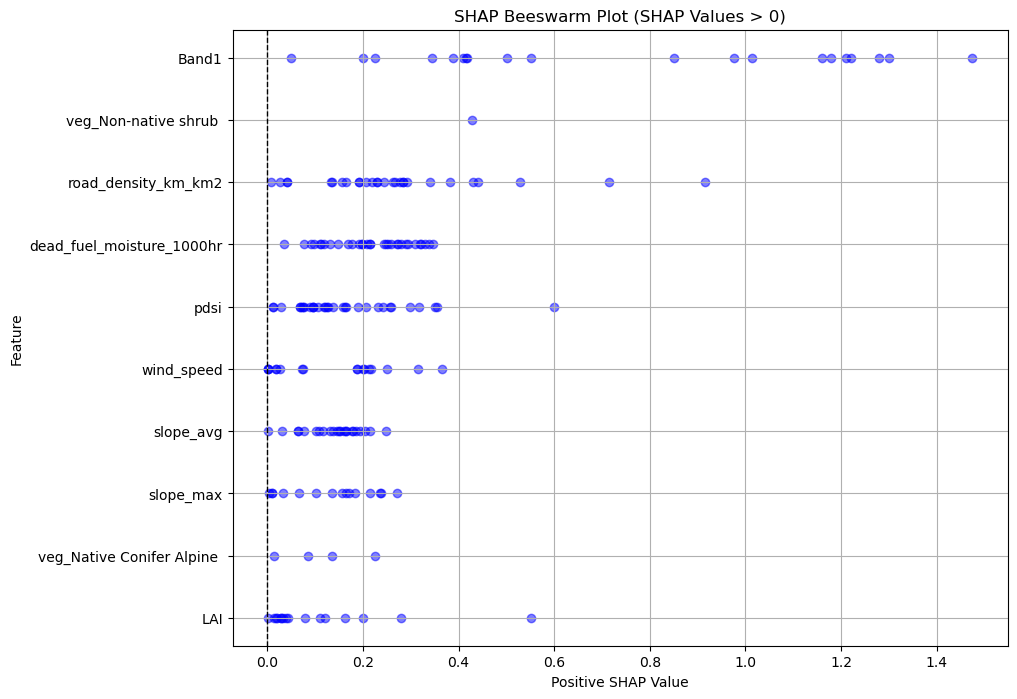 SHAP Beeswarm Plot (SHAP Values > 0)
Feature
Band1
veg_Non-native shrub
road_density_km_km2
dead_fuel_moisture_1000hr
pdsi
wind_speed
slope_avg
slope_max
veg_Native Conifer Alpine
LAI
0.0 0.2 0.4 0.6 0.8 1.0 1.2 1.4
Positive SHAP Value